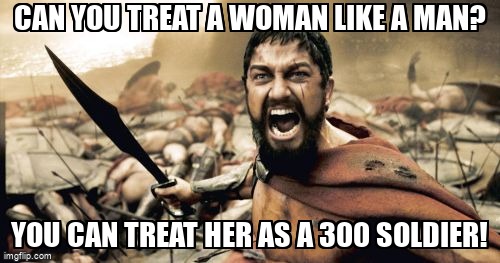 CAN YOU TREAT A WOMAN LIKE A MAN?
YOU CAN TREAT HER AS A 300 SOLDIER!
imgflip.com